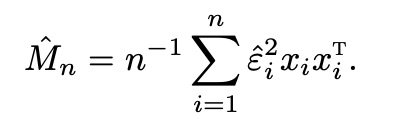 $\hat{M}_n = n^{-1} \sum_{i=1}^{n} \hat{\varepsilon}_i^2 x_i x_i^{\mathrm{T}}.$